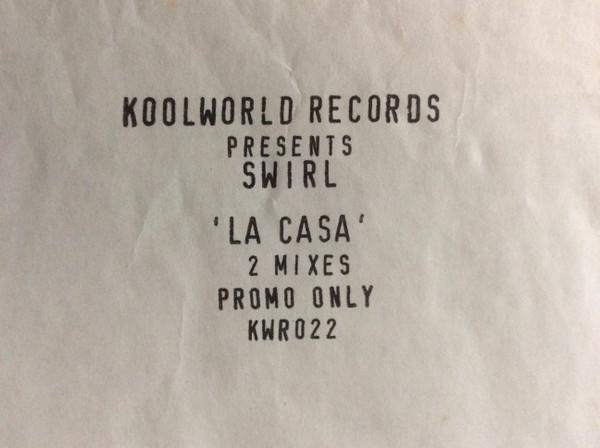 KOOLWORLD RECORDS
PRESENTS
SWIRL
'LA CASA'
2 MIXES
PROMO ONLY
KWR022